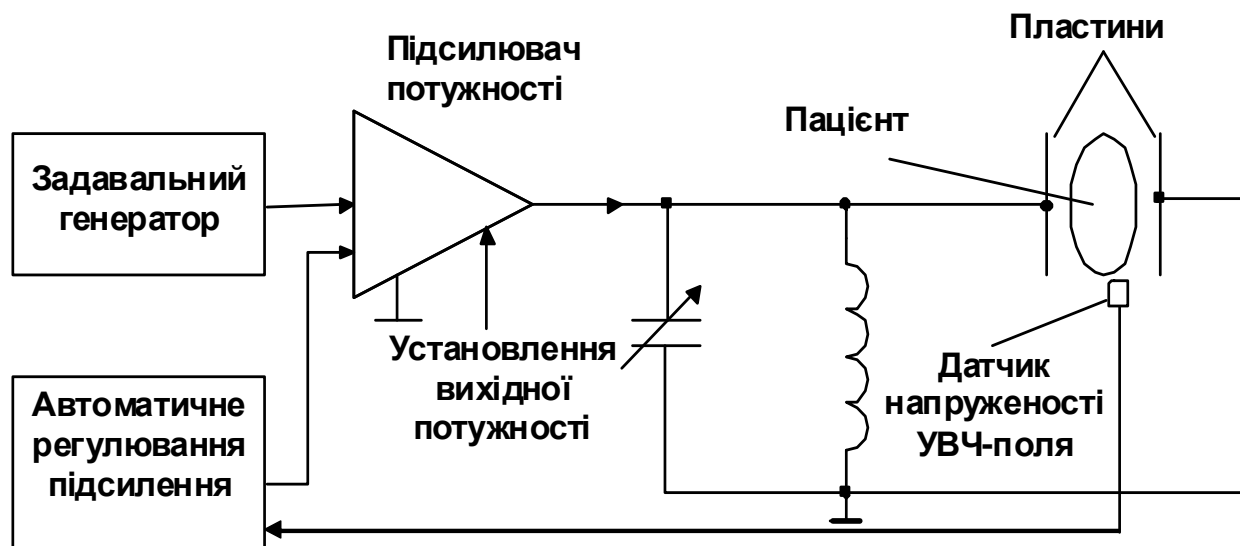 Пластини
Підсилювач
потужності
Пацієнт
Задавальний
генератор
Установлення
вихідної
потужності
Датчик
напруженості
УВЧ-поля
Автоматичне
регулювання
підсилення